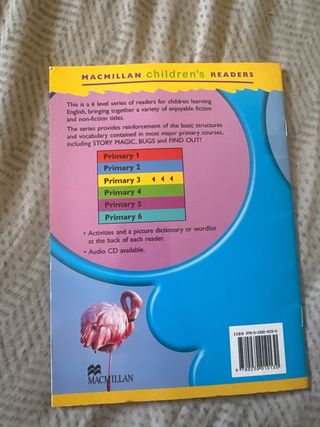 MACMILLAN children's READERS
This is a 6 level series of readers for children learning
English, bringing together a variety of enjoyable fiction
and non-fiction titles.
The series provides reinforcement of the basic structures
and vocabulary contained in most major primary courses,
including STORY MAGIC, BUGS and FIND OUT!
Primary 1
Primary 2
Primary 3
Primary 4
Primary 5
Primary 6
• Activities and a picture dictionary or wordlist
at the back of each reader.
• Audio CD available.
MACMILLAN